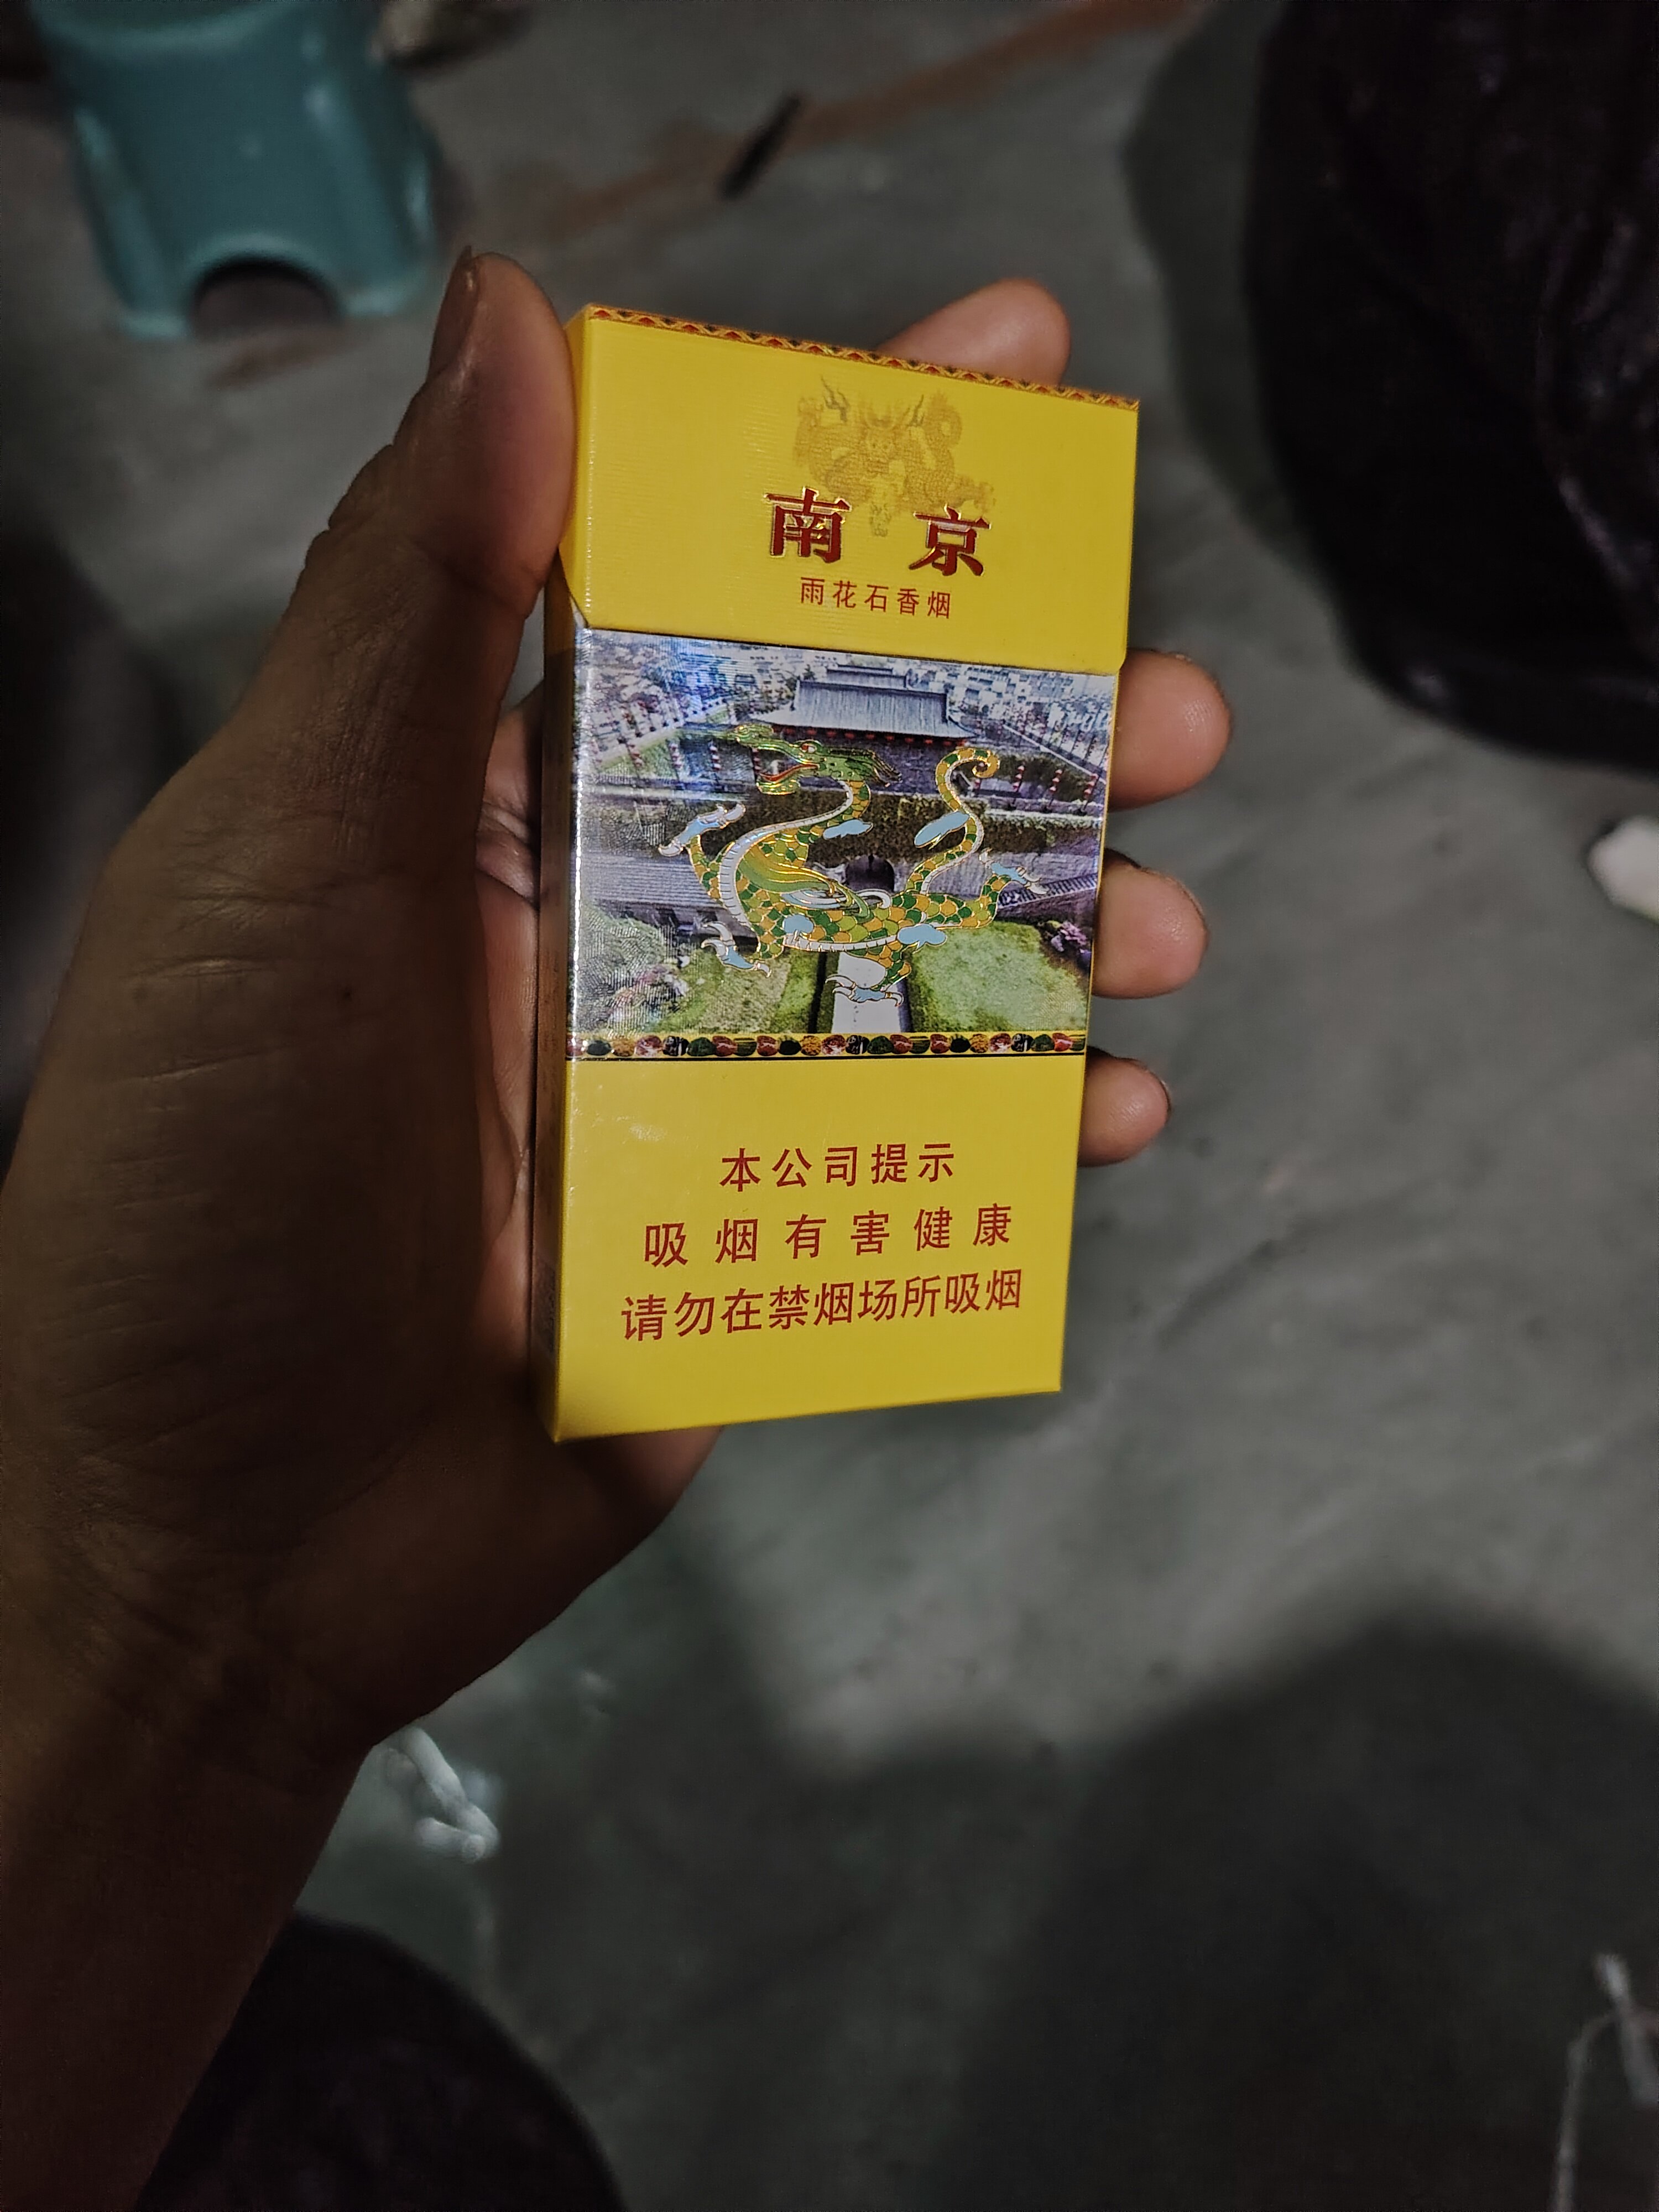 南京
雨花石香烟
本公司提示
吸烟有害健康
请勿在禁烟场所吸烟